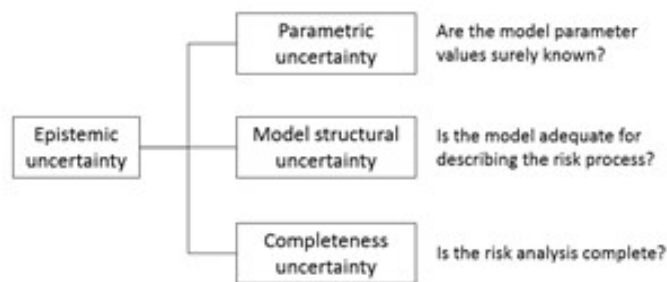 Parametric
uncertainty
Are the model parameter
values surely known?
Epistemic
uncertainty
Model structural
uncertainty
Is the model adequate for
describing the risk process?
Completeness
uncertainty
Is the risk analysis complete?